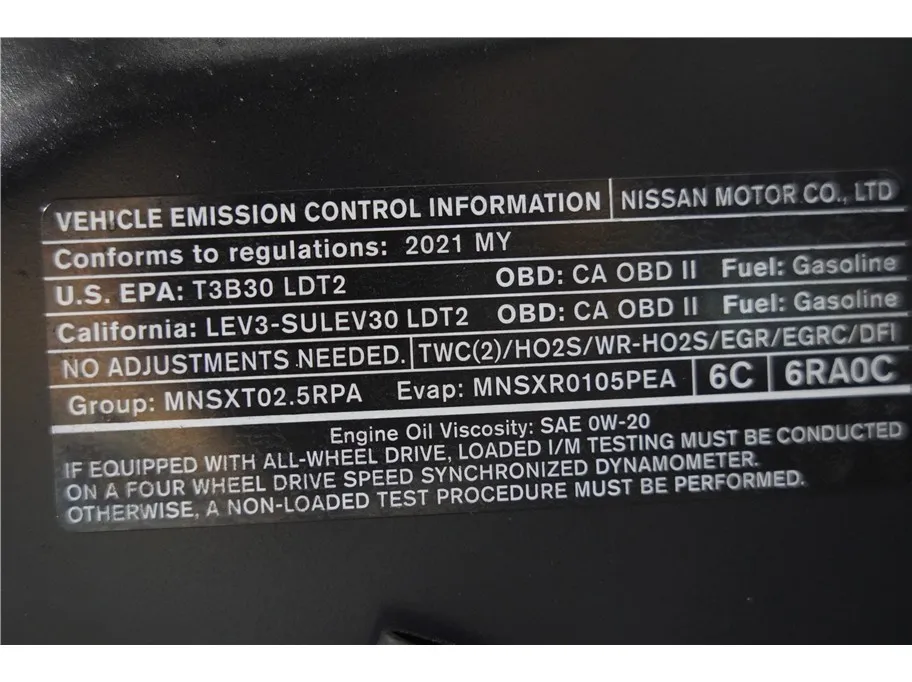 VEHICLE EMISSION CONTROL INFORMATION NISSAN MOTOR CO., LTD
Conforms to regulations: 2021 MY
U.S. EPA: T3B30 LDT2 OBD: CA OBD II Fuel: Gasoline
California: LEV3-SULEV30 LDT2 OBD: CA OBD II Fuel: Gasoline
NO ADJUSTMENTS NEEDED. TWC(2)/HO2S/WR-HO2S/EGR/EGRC/DFI
Group: MNSXT02.5RPA Evap: MNSXR0105PEA 6C 6RA0C
Engine Oil Viscosity: SAE 0W-20
IF EQUIPPED WITH ALL-WHEEL DRIVE, LOADED I/M TESTING MUST BE CONDUCTED
ON A FOUR WHEEL DRIVE SPEED SYNCHRONIZED DYNAMOMETER.
OTHERWISE, A NON-LOADED TEST PROCEDURE MUST BE PERFORMED.